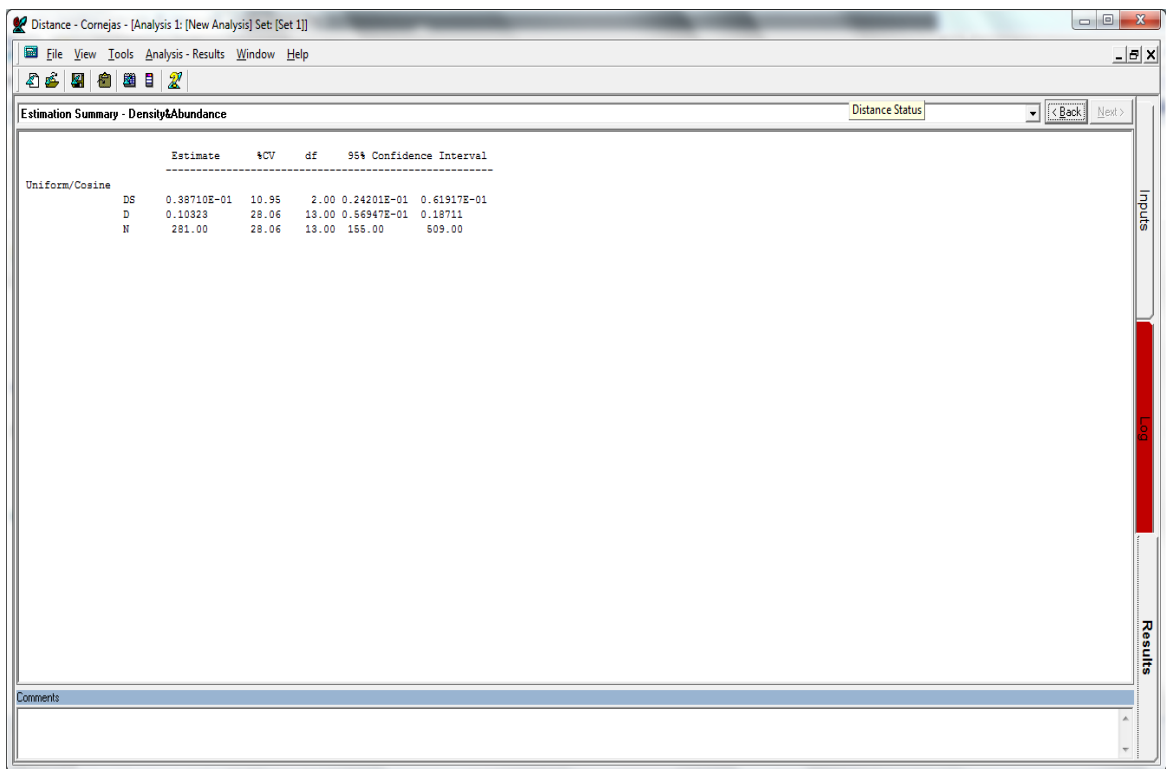 Distance - Cornejas - [Analysis 1: [New Analysis] Set: [Set 1]]
File View Tools Analysis - Results Window Help
Estimation Summary - Density&Abundance
Distance Status
< Back
Next >
Estimate %CV df 95% Confidence Interval
------------------------------------------------------
Uniform/Cosine
DS 0.38710E-01 10.95 2.00 0.24201E-01 0.61917E-01
D 0.10323 28.06 13.00 0.56947E-01 0.18711
N 281.00 28.06 13.00 155.00 509.00
Inputs
Log
Results
Comments